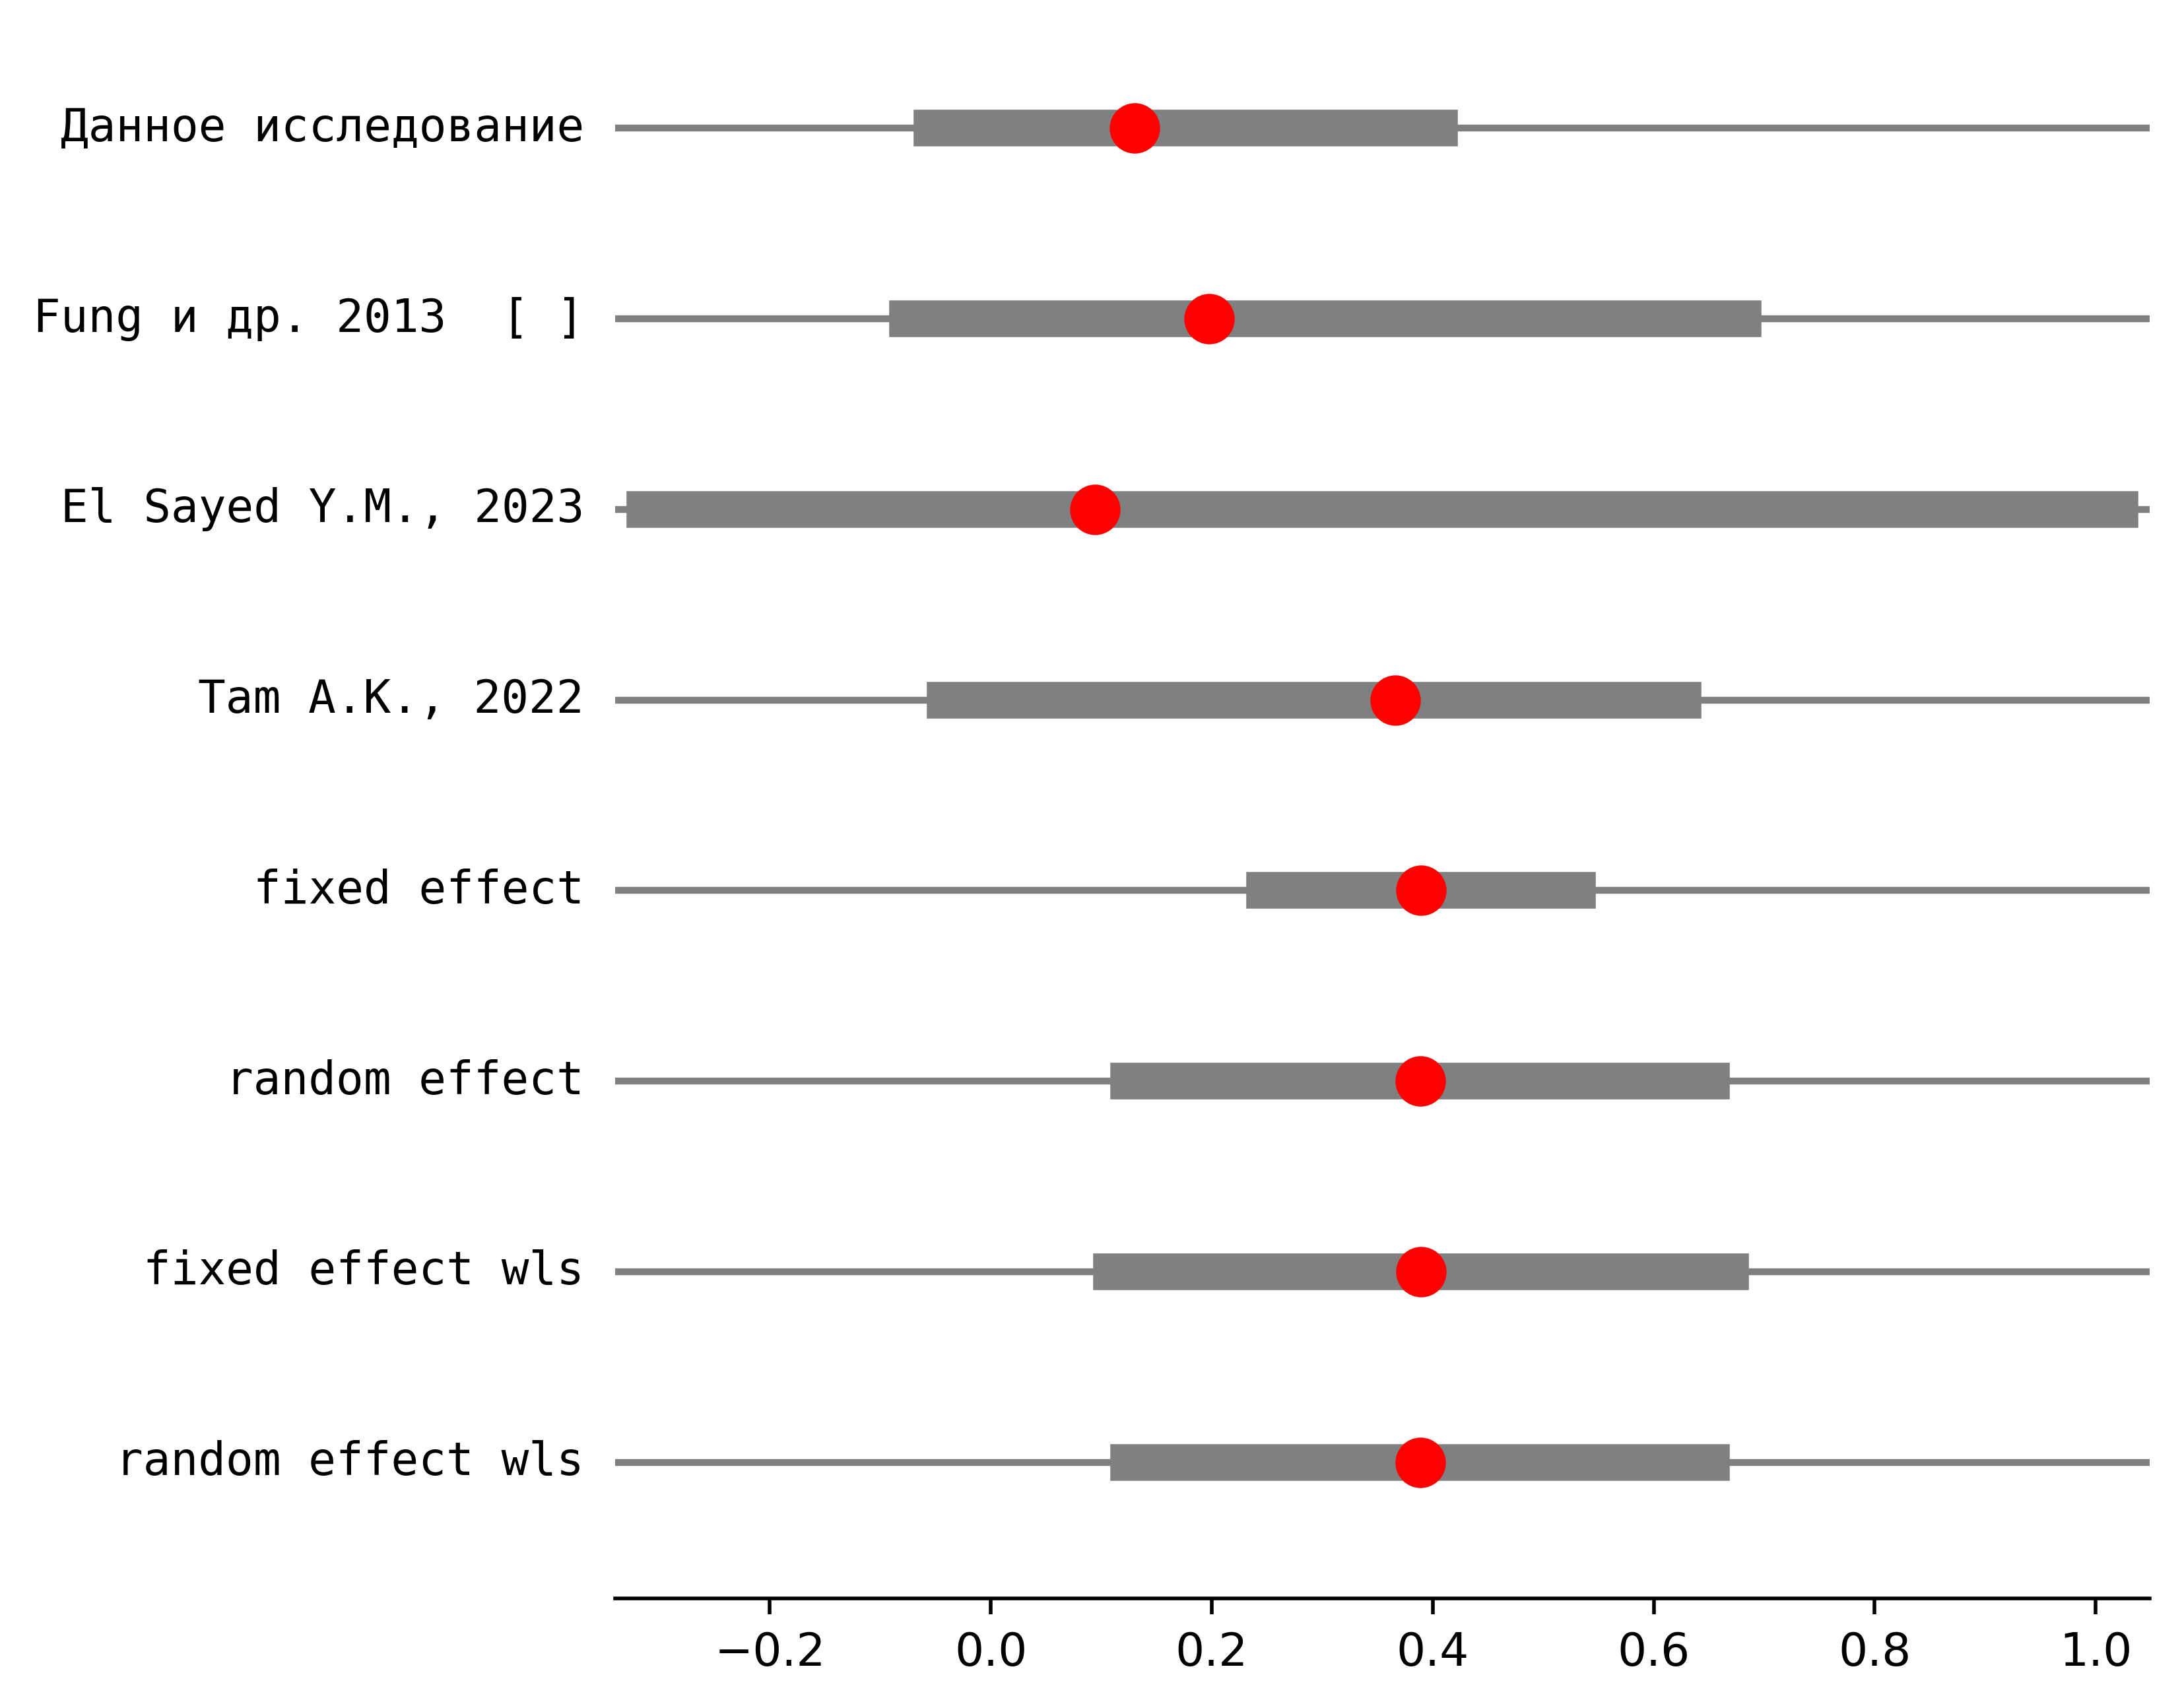 Данное исследование
Fung и др. 2013  [ ]
El Sayed Y.M., 2023
Tam A.K., 2022
fixed effect
random effect
fixed effect wls
random effect wls
−0.2 0.0 0.2 0.4 0.6 0.8 1.0